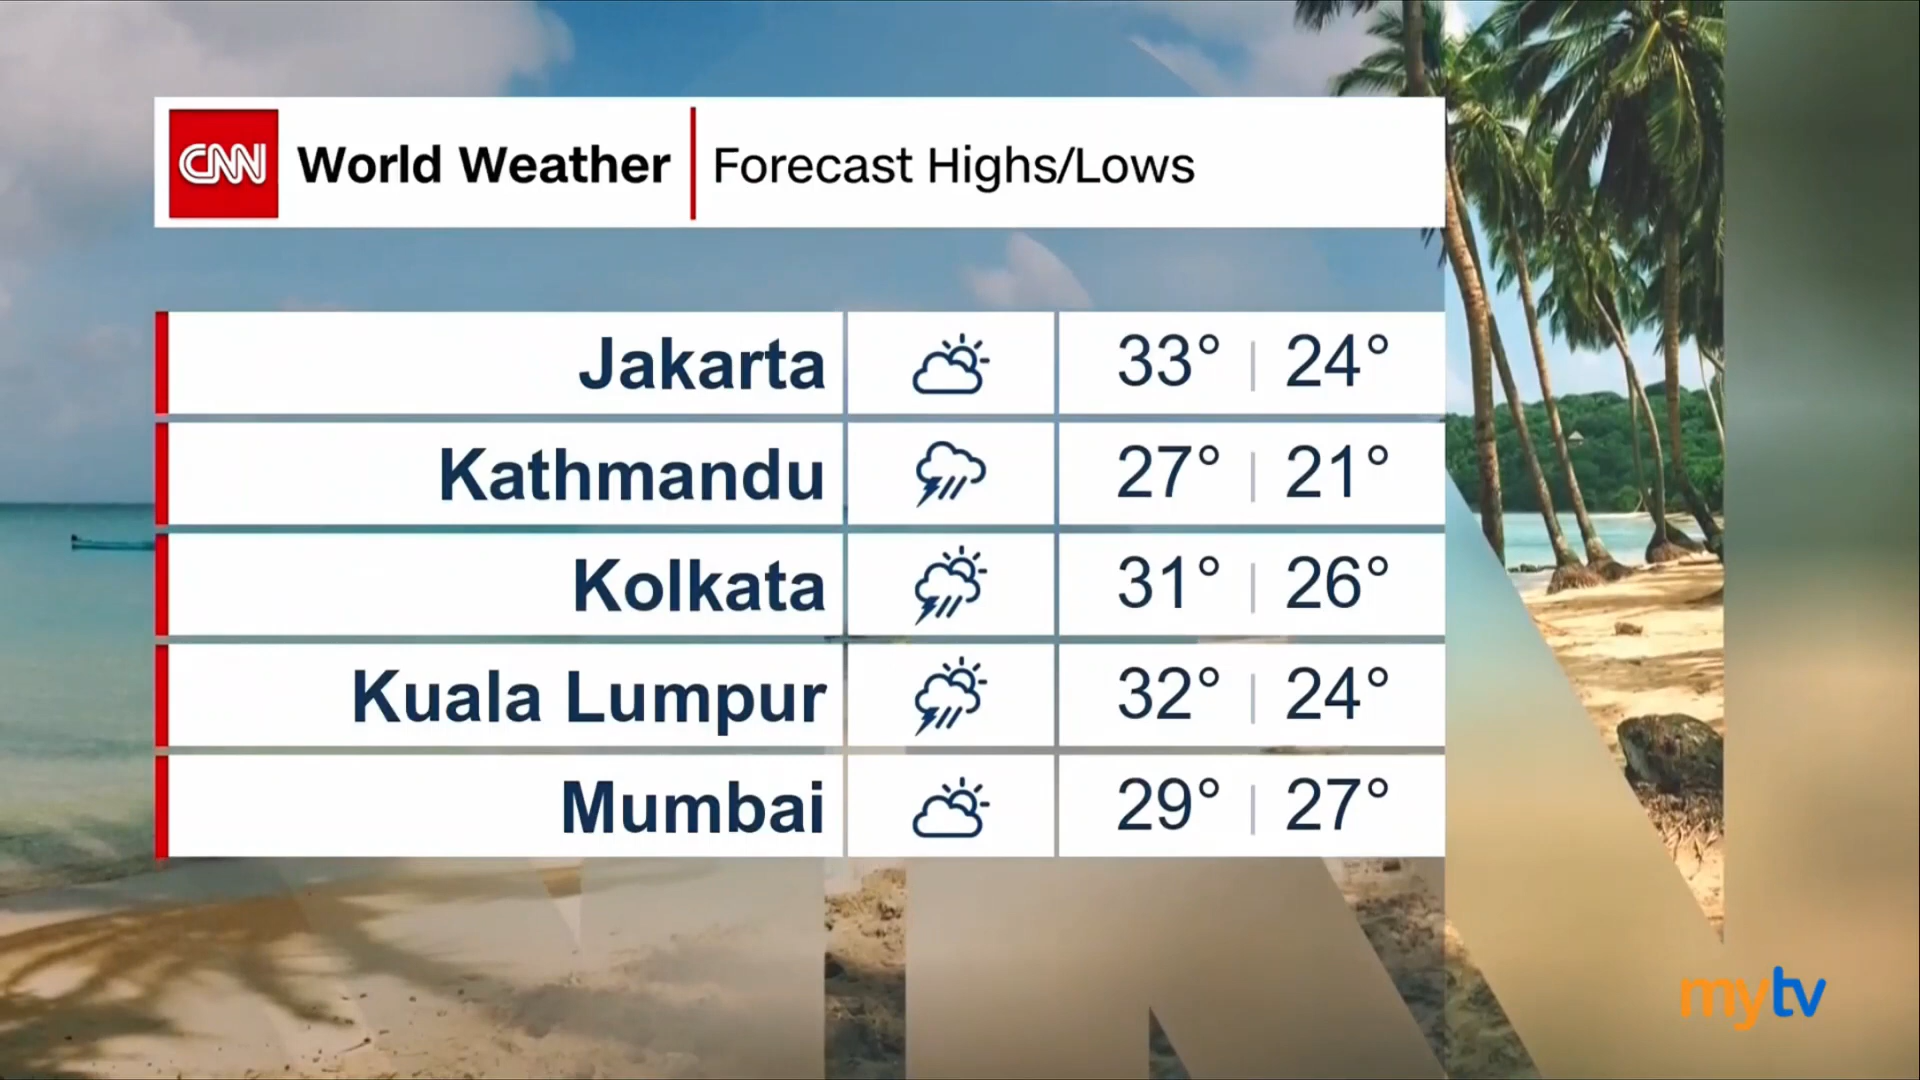 CNN World Weather | Forecast Highs/Lows
Jakarta 33° | 24°
Kathmandu 27° | 21°
Kolkata 31° | 26°
Kuala Lumpur 32° | 24°
Mumbai 29° | 27°
mytv